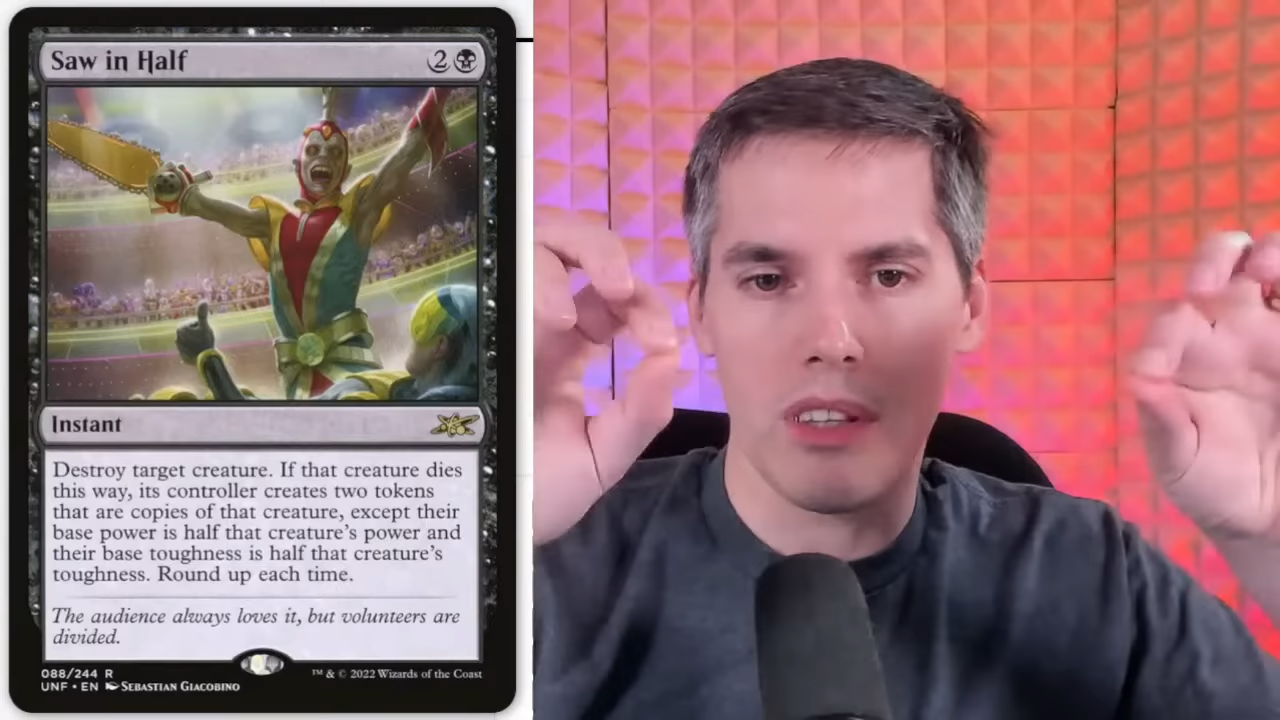 Saw in Half 2
Instant
Destroy target creature. If that creature dies
this way, its controller creates two tokens
that are copies of that creature, except their
base power is half that creature's power and
their base toughness is half that creature's
toughness. Round up each time.
The audience always loves it, but volunteers are
divided.
088/244 R
UNF • EN Sebastian Giacobino
™ & © 2022 Wizards of the Coast